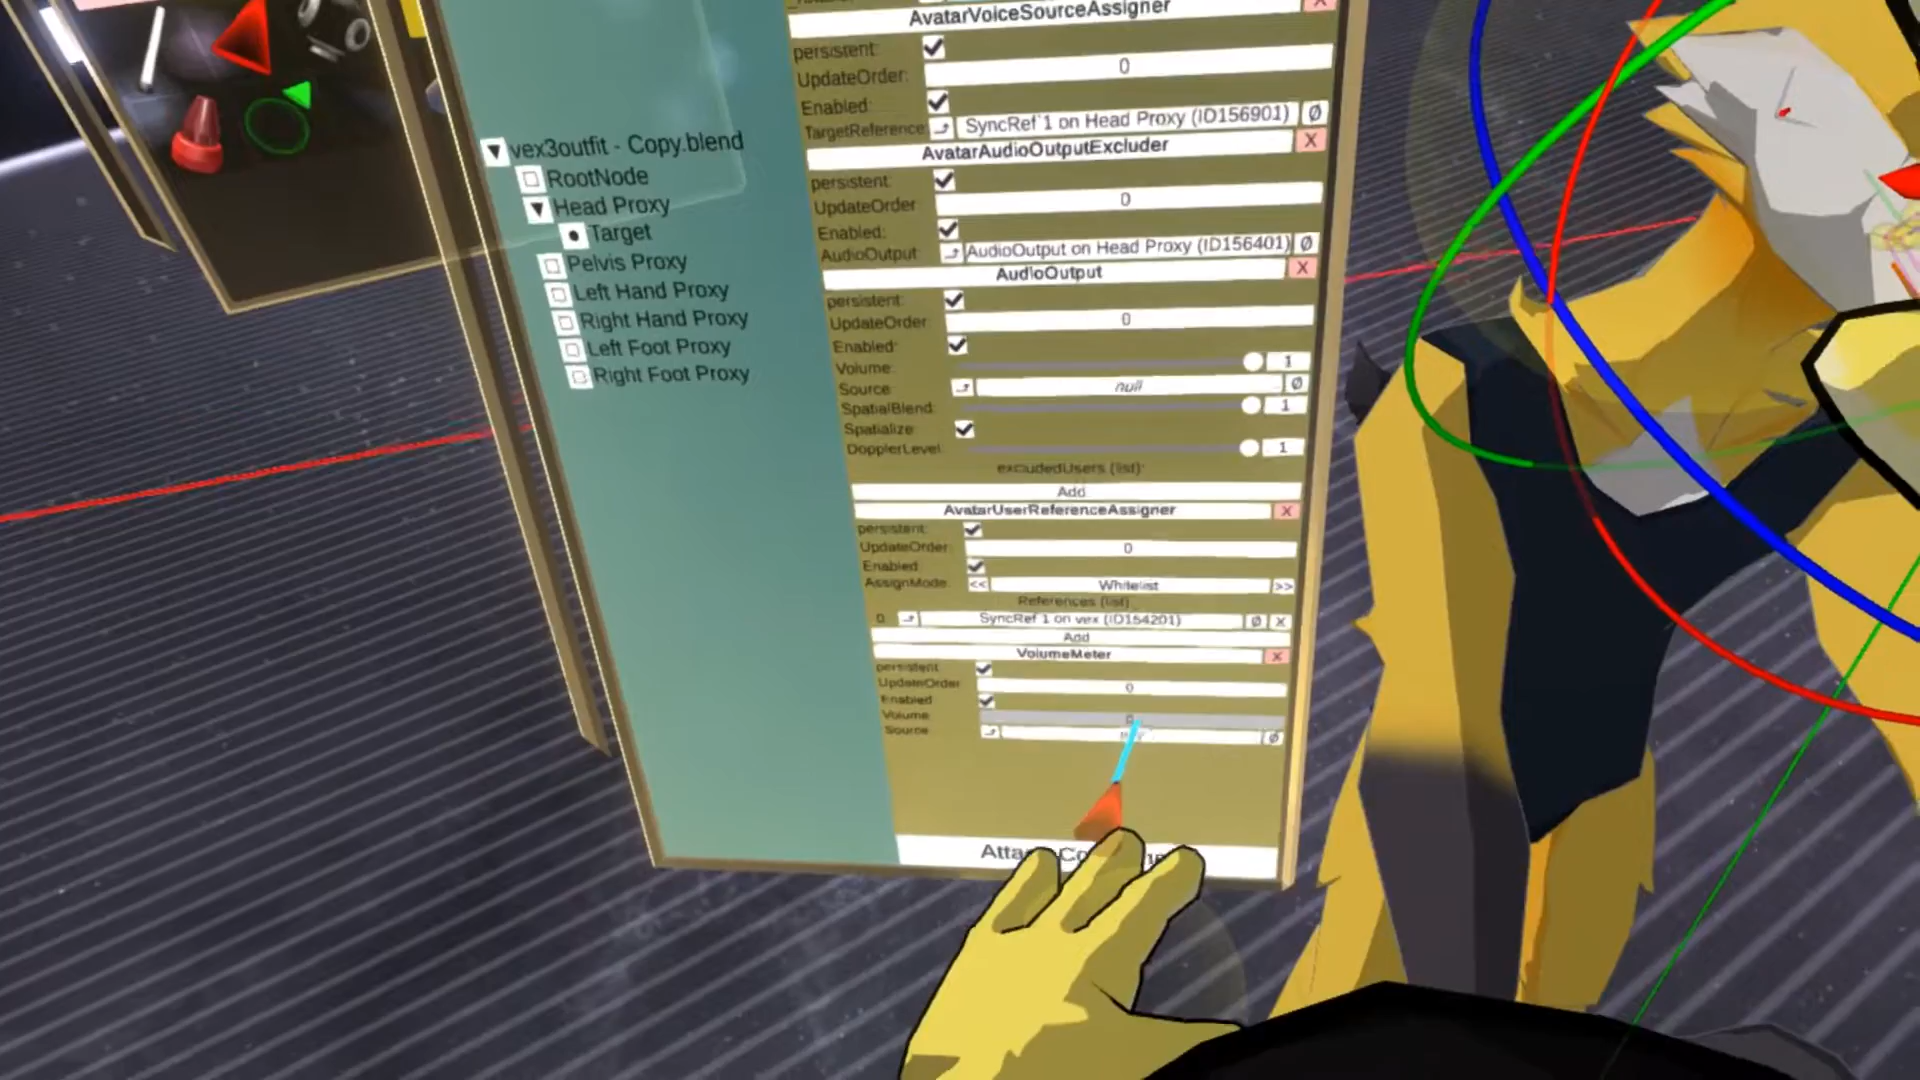 vex3outfit - Copy.blend
RootNode
Head Proxy
Target
Pelvis Proxy
Left Hand Proxy
Right Hand Proxy
Left Foot Proxy
Right Foot Proxy
AvatarVoiceSourceAssigner X
persistent:
UpdateOrder: 0
Enabled:
TargetReference: SyncRef`1 on Head Proxy (ID156901) Ø
AvatarAudioOutputExcluder X
persistent:
UpdateOrder 0
Enabled:
AudioOutput: AudioOutput on Head Proxy (ID156401) Ø
AudioOutput X
persistent:
UpdateOrder: 0
Enabled:
Volume: 1
Source: null Ø
SpatialBlend: 1
Spatialize:
DopplerLevel: 1
excludedUsers (list):
Add
AvatarUserReferenceAssigner X
persistent:
UpdateOrder: 0
Enabled:
AssignMode: << Whitelist >>
References (list)
0: SyncRef`1 on vex (ID154201) Ø X
Add
VolumeMeter X
persistent:
UpdateOrder 0
Enabled
Volume: 0
Source: Ø